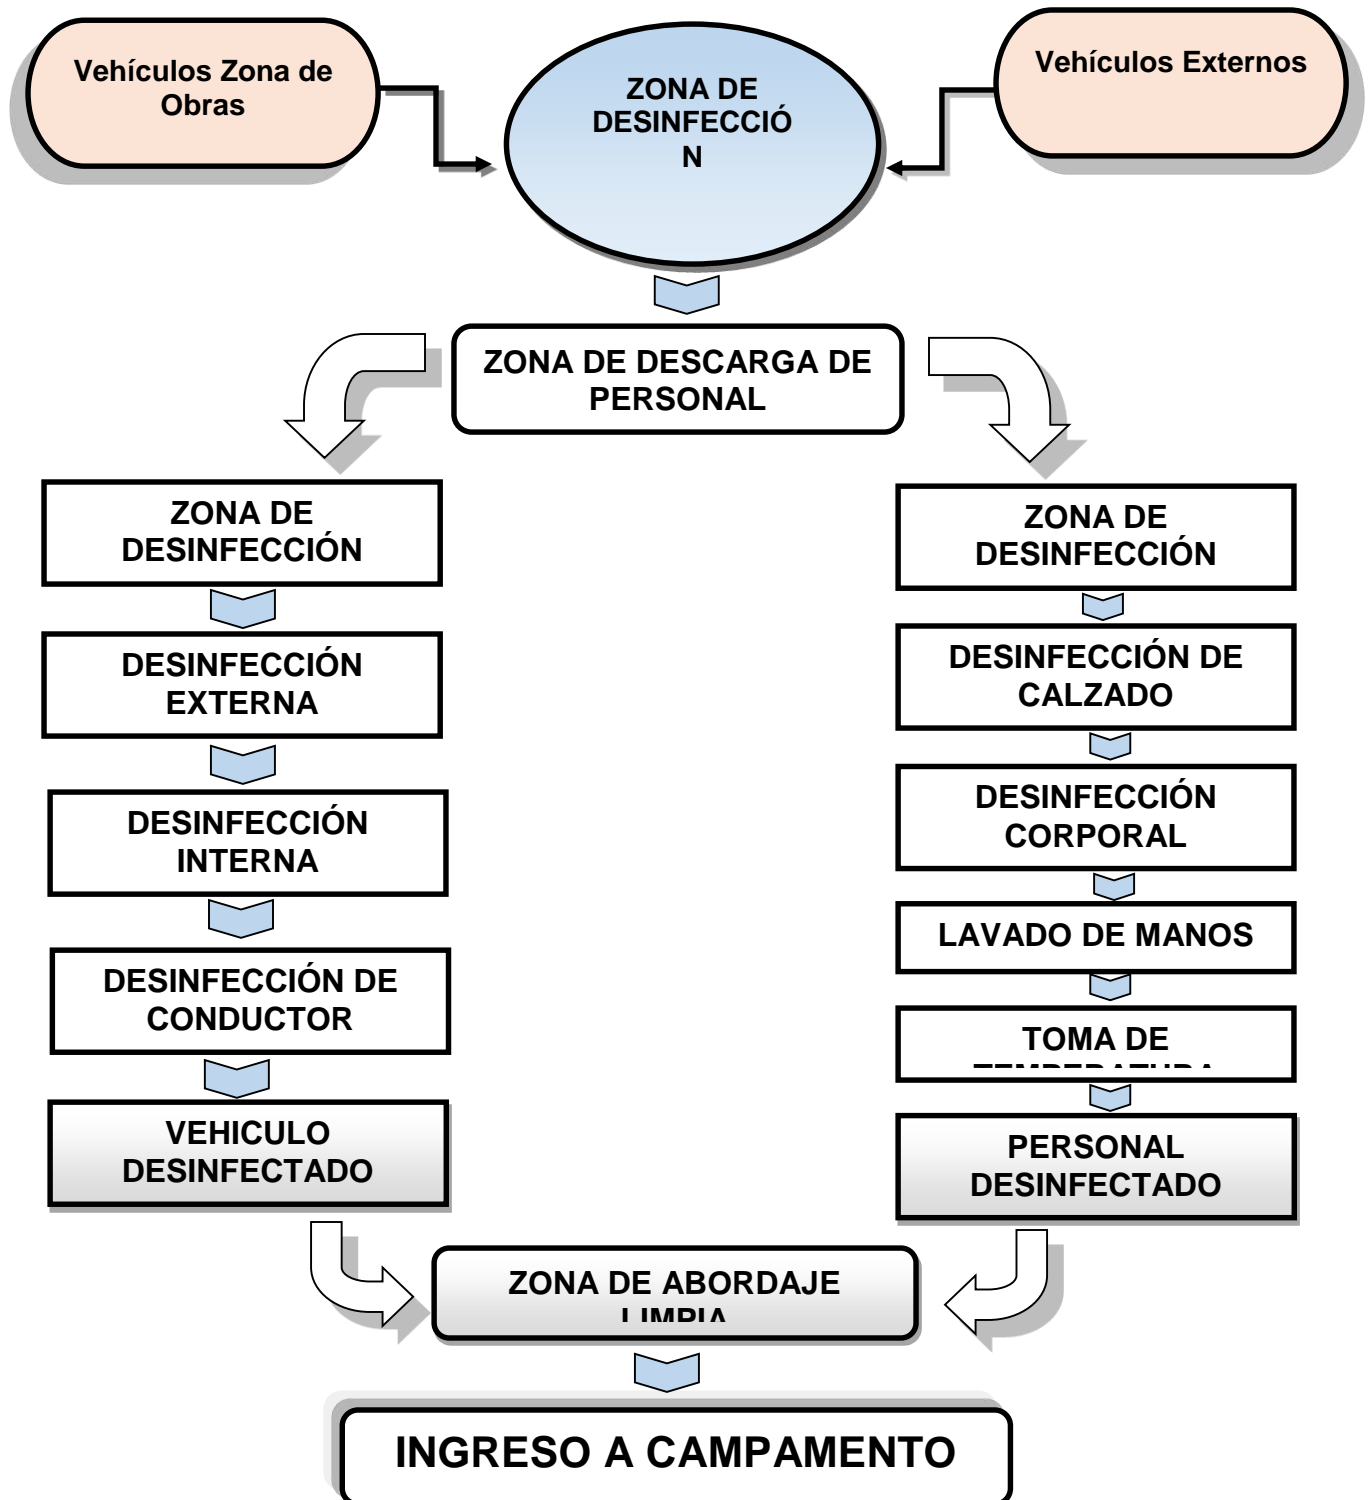 Vehículos Zona de
Obras
ZONA DE
DESINFECCIÓ
N
Vehículos Externos
ZONA DE DESCARGA DE
PERSONAL
ZONA DE
DESINFECCIÓN
DESINFECCIÓN
EXTERNA
DESINFECCIÓN
INTERNA
DESINFECCIÓN DE
CONDUCTOR
VEHICULO
DESINFECTADO
ZONA DE
DESINFECCIÓN
DESINFECCIÓN DE
CALZADO
DESINFECCIÓN
CORPORAL
LAVADO DE MANOS
TOMA DE
TEMPERATURA
PERSONAL
DESINFECTADO
ZONA DE ABORDAJE
LIMPIA
INGRESO A CAMPAMENTO